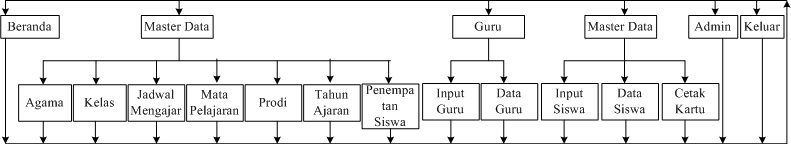 Beranda
Master Data
Guru
Master Data
Admin
Keluar
Agama
Kelas
Jadwal
Mengajar
Mata
Pelajaran
Prodi
Tahun
Ajaran
Penempa
tan
Siswa
Input
Guru
Data
Guru
Input
Siswa
Data
Siswa
Cetak
Kartu